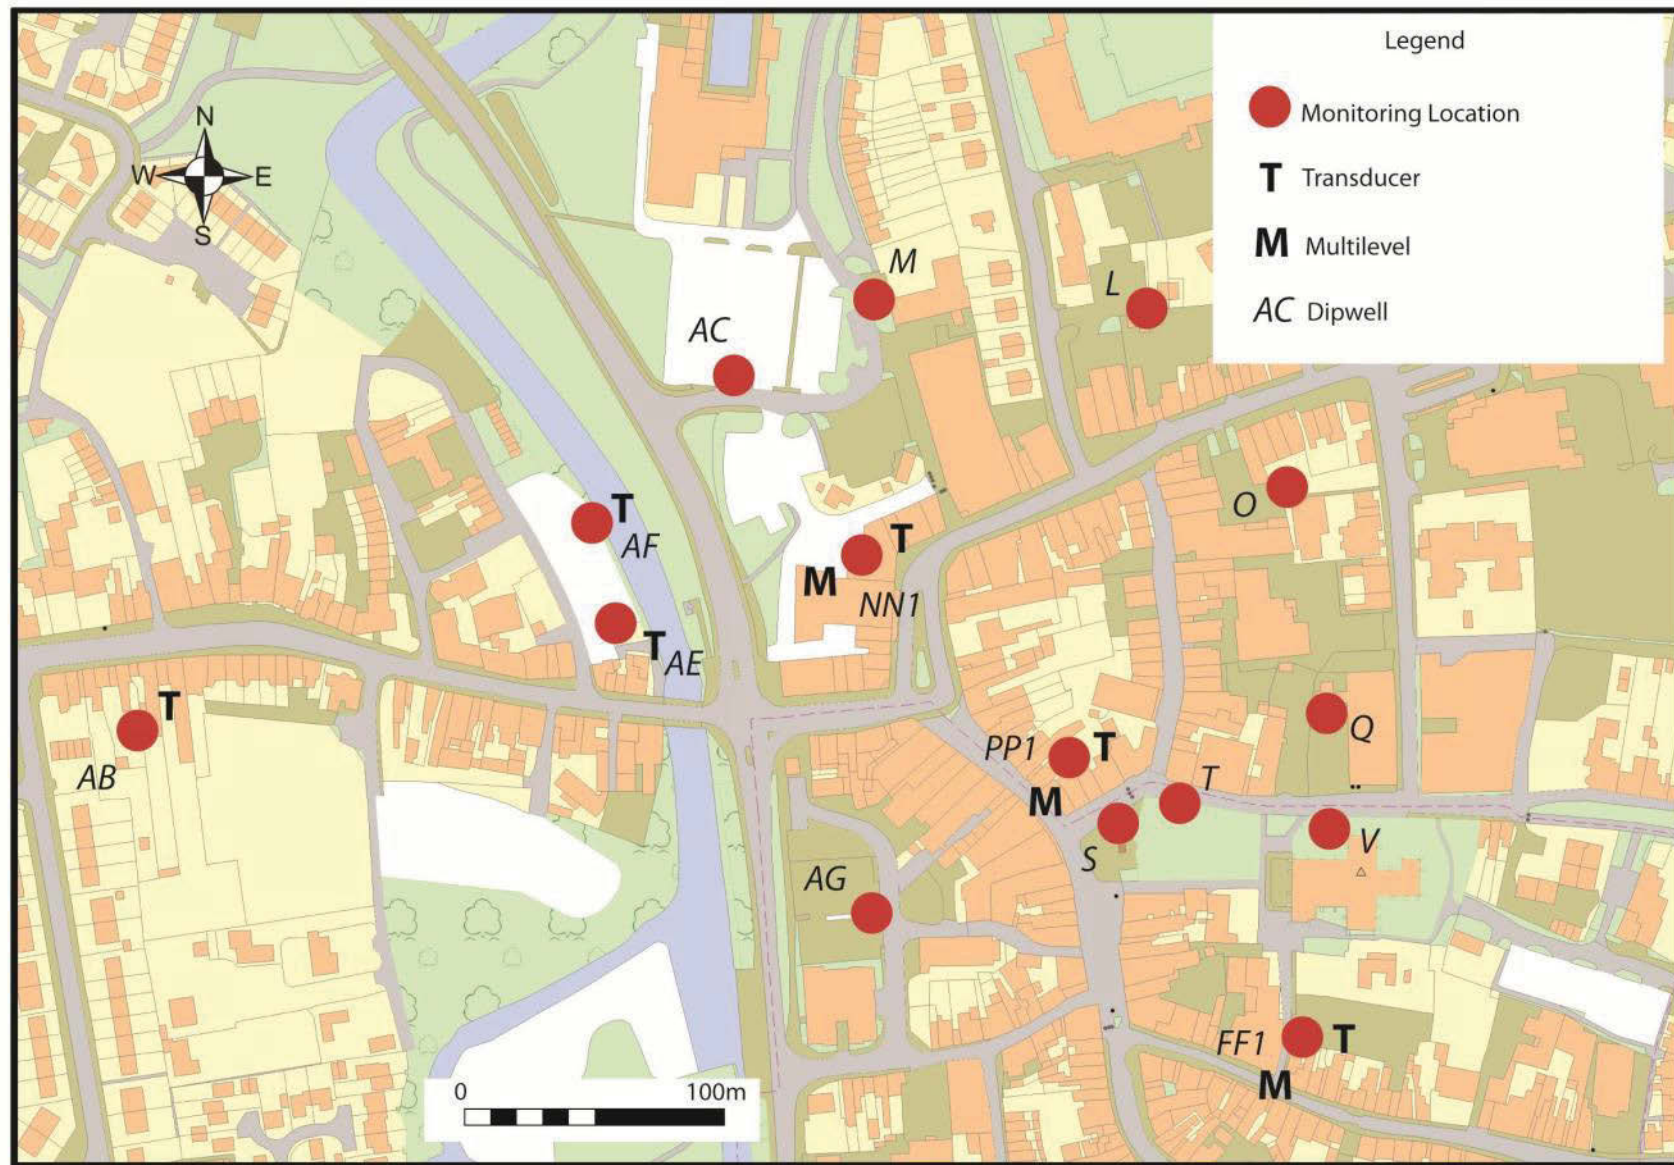 Legend
Monitoring Location
T Transducer
M Multilevel
AC Dipwell
N
W E
S
M
L
AC
O
T
AF
T
M
NN1
T
AE
T
AB
Q
PP1
T
M
T
S
V
AG
FF1
T
M
0 100m